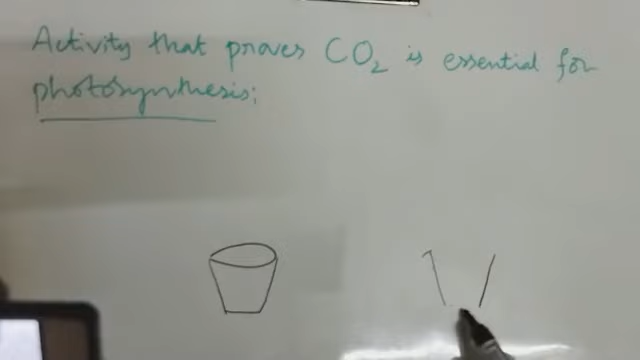 Activity that proves CO₂ is essential for
photosynthesis: